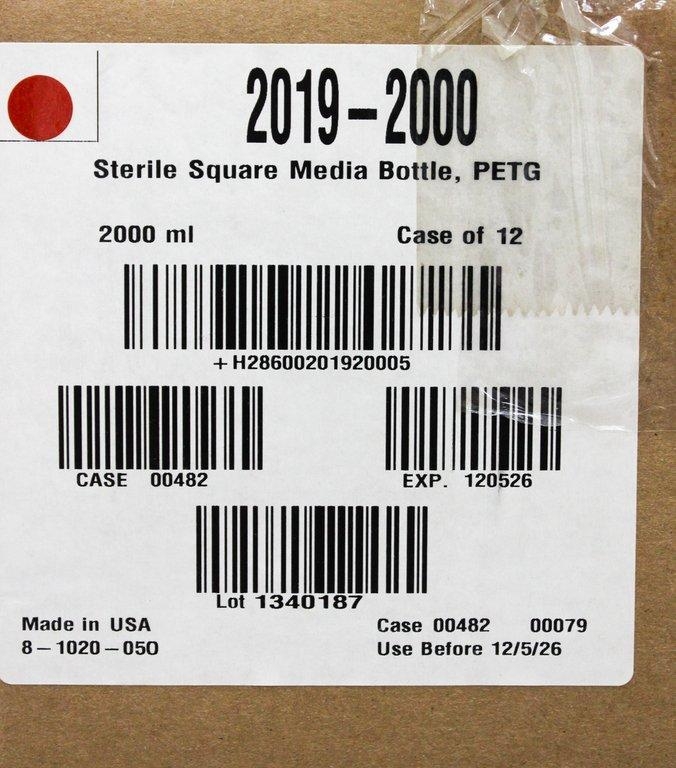 2019-2000
Sterile Square Media Bottle, PETG
2000 ml Case of 12
+H28600201920005
CASE 00482 EXP. 120526
Lot 1340187
Made in USA Case 00482 00079
8-1020-050 Use Before 12/5/26